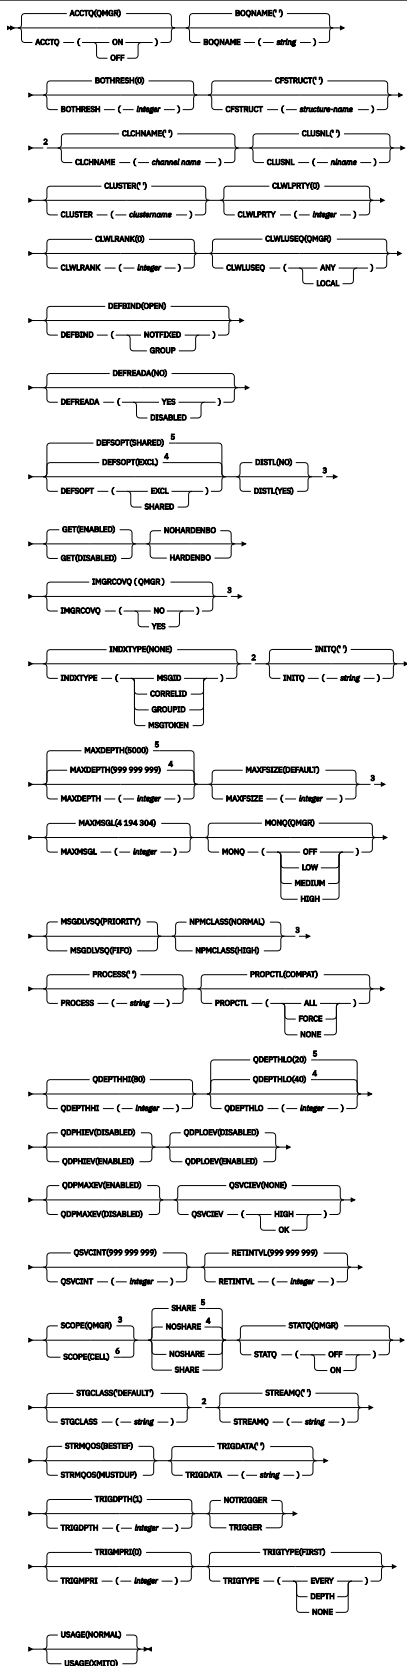 ACCTQ(QMGR) BOQNAME(' ')
ACCTQ ( ON ) BOQNAME ( string )
OFF
BOTHRESH(0) CFSTRUCT(' ')
BOTHRESH ( integer ) CFSTRUCT ( structure-name )
CLCHNAME(' ') CLUSNL(' ')
2
CLCHNAME ( channel name ) CLUSNL ( nlname )
CLUSTER(' ') CLWLPRTY(0)
CLUSTER ( clustername ) CLWLPRTY ( integer )
CLWLRANK(0) CLWLUSEQ(QMGR)
CLWLRANK ( integer ) CLWLUSEQ ( ANY )
LOCAL
DEFBIND(OPEN)
DEFBIND ( NOTFIXED )
GROUP
DEFREADA(NO)
DEFREADA ( YES )
DISABLED
DEFSOPT(SHARED) 5
DEFSOPT(EXCL) 4 DISTL(NO) 3
DEFSOPT ( EXCL ) DISTL(YES)
SHARED
GET(ENABLED) NOHARDENBO
GET(DISABLED) HARDENBO
IMGRCOVQ ( QMGR )
3
IMGRCOVQ ( NO )
YES
INDXTYPE(NONE) INITQ(' ')
2
INDXTYPE ( MSGID ) INITQ ( string )
CORRELID
GROUPID
MSGTOKEN
MAXDEPTH(5000) 5
MAXDEPTH(999 999 999) 4 MAXFSIZE(DEFAULT) 3
MAXDEPTH ( integer ) MAXFSIZE ( integer )
MAXMSGL(4 194 304) MONQ(QMGR)
MAXMSGL ( integer ) MONQ ( OFF )
LOW
MEDIUM
HIGH
MSGDLVSQ(PRIORITY) NPMCLASS(NORMAL) 3
MSGDLVSQ(FIFO) NPMCLASS(HIGH)
PROCESS(' ') PROPCTL(COMPAT)
PROCESS ( string ) PROPCTL ( ALL )
FORCE
NONE
QDEPTHLO(20) 5
QDEPTHHI(80) QDEPTHLO(40) 4
QDEPTHHI ( integer ) QDEPTHLO ( integer )
QDPHIEV(DISABLED) QDPLOEV(DISABLED)
QDPHIEV(ENABLED) QDPLOEV(ENABLED)
QDPMAXEV(ENABLED) QSVCIEV(NONE)
QDPMAXEV(DISABLED) QSVCIEV ( HIGH )
OK
QSVCINT(999 999 999) RETINTVL(999 999 999)
QSVCINT ( integer ) RETINTVL ( integer )
SHARE 5
SCOPE(QMGR) 3 NOSHARE 4 STATQ(QMGR)
SCOPE(CELL) 6 NOSHARE STATQ ( OFF )
SHARE ON
STGCLASS('DEFAULT') STREAMQ(' ')
2
STGCLASS ( string ) STREAMQ ( string )
STRMQOS(BESTEF) TRIGDATA(' ')
STRMQOS(MUSTDUP) TRIGDATA ( string )
TRIGDPTH(1) NOTRIGGER
TRIGDPTH ( integer ) TRIGGER
TRIGMPRI(0) TRIGTYPE(FIRST)
TRIGMPRI ( integer ) TRIGTYPE ( EVERY )
DEPTH
NONE
USAGE(NORMAL)
USAGE(XMITQ)